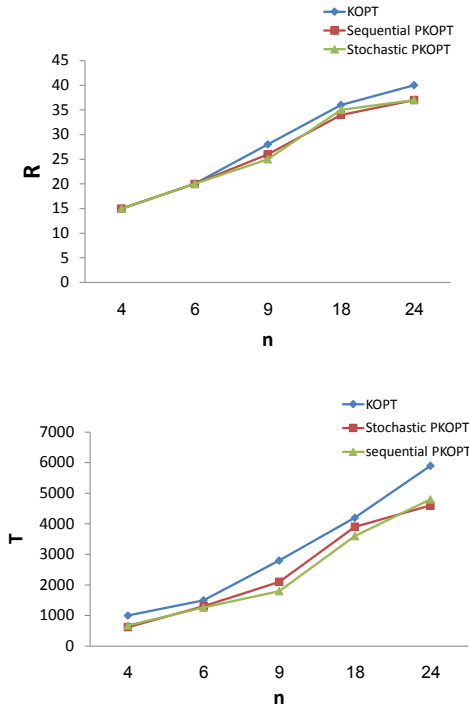 KOPT
Sequential PKOPT
Stochastic PKOPT
45
40
35
30
25
20
15
10
5
0
R
4 6 9 18 24
n
KOPT
Stochastic PKOPT
sequential PKOPT
7000
6000
5000
4000
3000
2000
1000
0
T
4 6 9 18 24
n